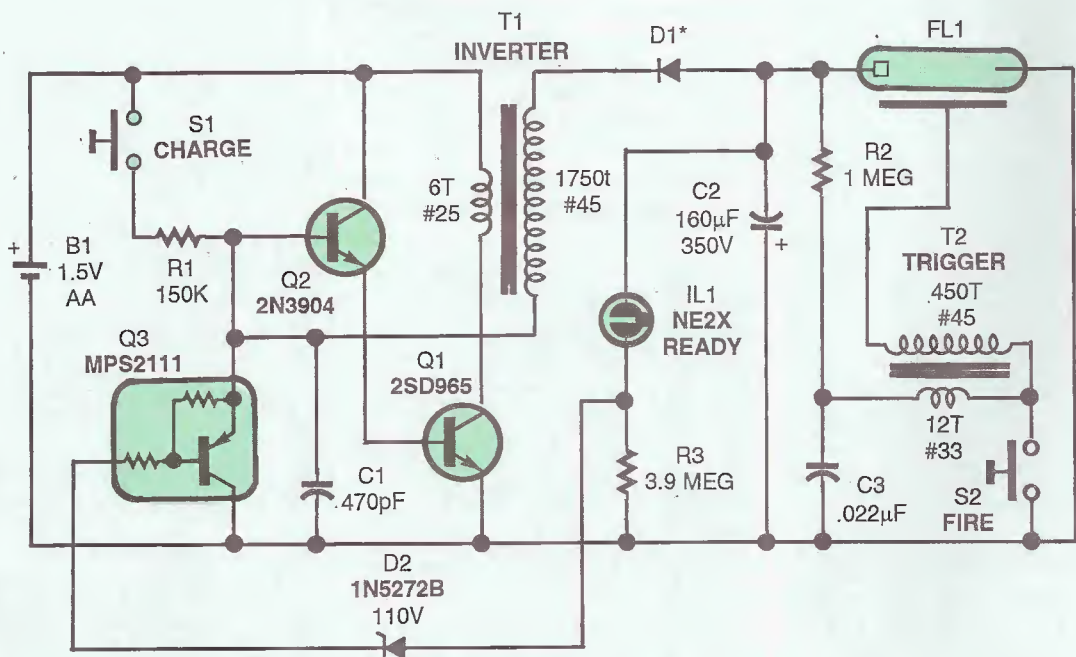 T1
INVERTER
D1*
FL1
S1
CHARGE
6T
#25
1750t
#45
R2
1 MEG
C2
160µF
350V
+
+
B1
1.5V
AA
R1
150K
Q2
2N3904
T2
TRIGGER
.450T
#45
IL1
NE2X
READY
Q3
MPS2111
Q1
2SD965
12T
#33
R3
3.9 MEG
C1
470pF
C3
.022µF
S2
FIRE
D2
1N5272B
110V